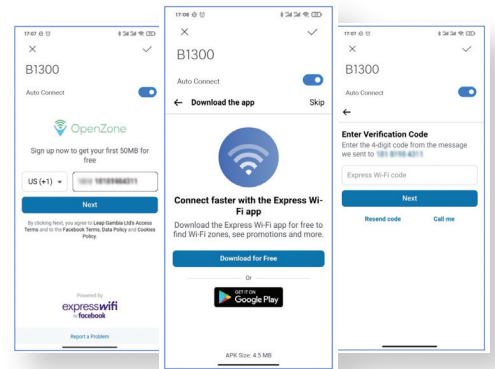 17:07
B1300
Auto Connect
OpenZone
Sign up now to get your first 50MB for
free
US (+1)
Next
By clicking Next, you agree to Leap Gambia Ltd's Access
Terms and to the Facebook Terms, Data Policy and Cookies
Policy.
Powered by
expresswifi
by facebook
Report a Problem
17:08
B1300
Auto Connect
← Download the app Skip
Connect faster with the Express Wi-
Fi app
Download the Express Wi-Fi app for free to
find Wi-Fi zones, see promotions and more.
Download for Free
Or
GET IT ON
Google Play
APK Size: 4.5 MB
17:07
B1300
Auto Connect
←
Enter Verification Code
Enter the 4-digit code from the message
we sent to
Express Wi-Fi code
Next
Resend code Call me